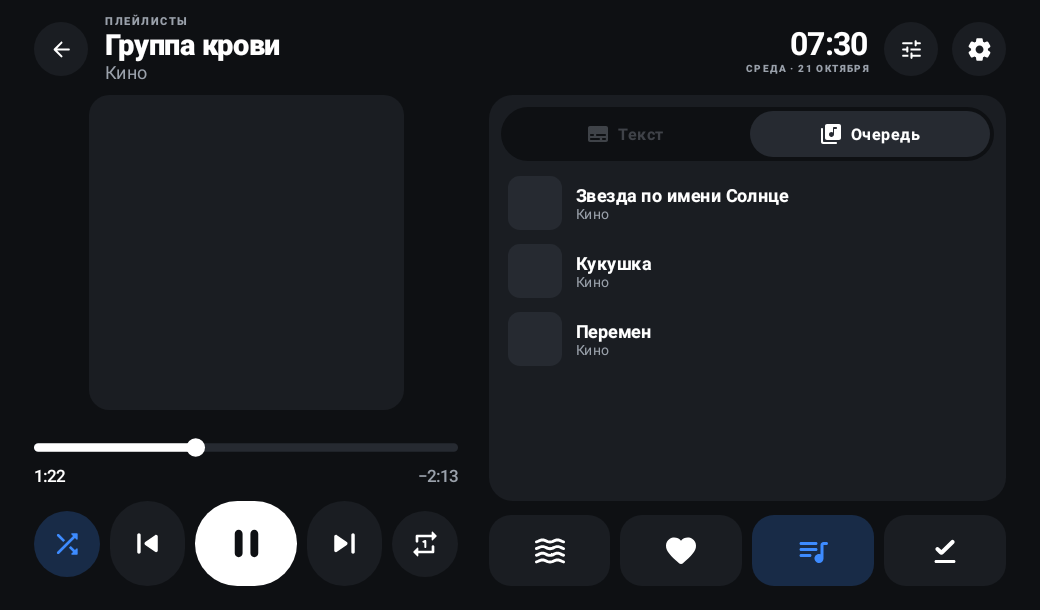 ПЛЕЙЛИСТЫ
Группа крови
Кино
07:30
СРЕДА · 21 ОКТЯБРЯ
Текст
Очередь
Звезда по имени Солнце
Кино
Кукушка
Кино
Перемен
Кино
1:22
−2:13
1